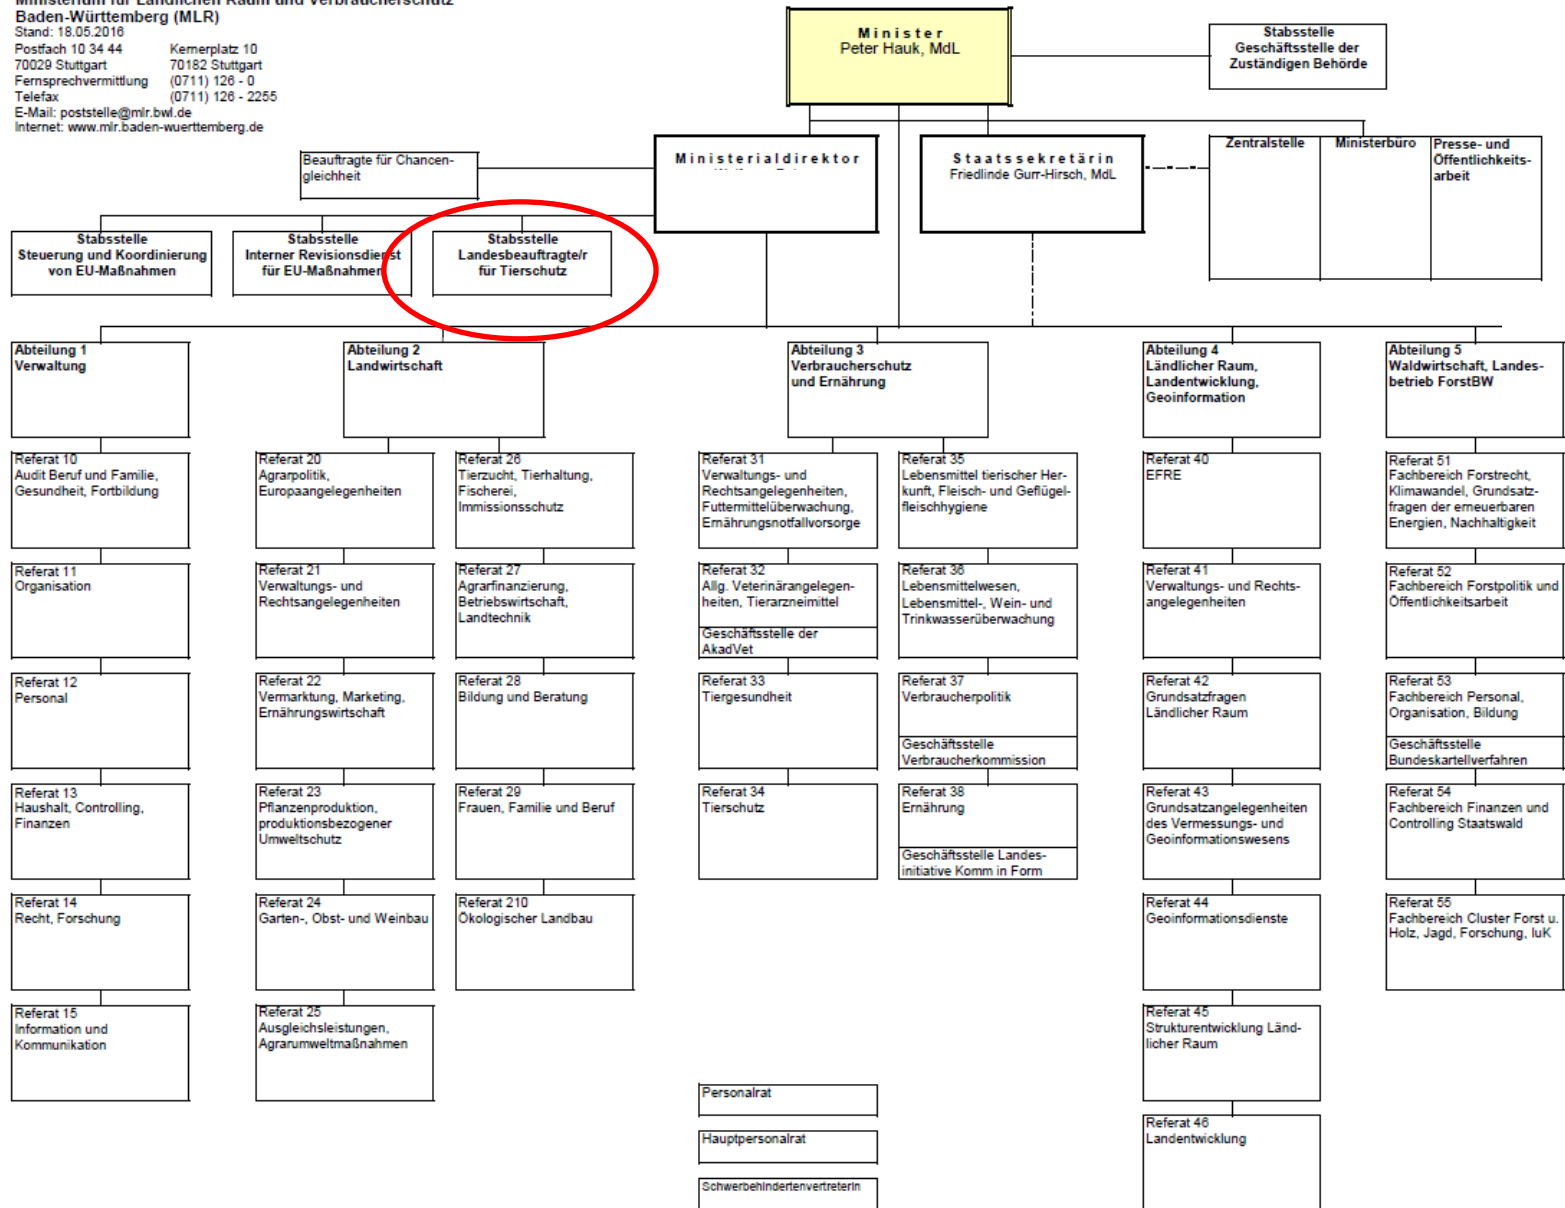 Ministerium für Ländlichen Raum und Verbraucherschutz
Baden-Württemberg (MLR)
Stand: 18.05.2016
Postfach 10 34 44 Kernerplatz 10
70029 Stuttgart 70182 Stuttgart
Fernsprechvermittlung (0711) 126 - 0
Telefax (0711) 126 - 2255
E-Mail: poststelle@mlr.bwl.de
Internet: www.mlr.baden-wuerttemberg.de
Minister
Peter Hauk, MdL
Stabsstelle
Geschäftsstelle der
Zuständigen Behörde
Beauftragte für Chancen-
gleichheit
Ministerialdirektor
Staatssekretärin
Friedlinde Gurr-Hirsch, MdL
Zentralstelle
Ministerbüro
Presse- und
Öffentlichkeits-
arbeit
Stabsstelle
Steuerung und Koordinierung
von EU-Maßnahmen
Stabsstelle
Interner Revisionsdienst
für EU-Maßnahmen
Stabsstelle
Landesbeauftragte/r
für Tierschutz
Abteilung 1
Verwaltung
Abteilung 2
Landwirtschaft
Abteilung 3
Verbraucherschutz
und Ernährung
Abteilung 4
Ländlicher Raum,
Landentwicklung,
Geoinformation
Abteilung 5
Waldwirtschaft, Landes-
betrieb ForstBW
Referat 10
Audit Beruf und Familie,
Gesundheit, Fortbildung
Referat 20
Agrarpolitik,
Europaangelegenheiten
Referat 26
Tierzucht, Tierhaltung,
Fischerei,
Immissionsschutz
Referat 31
Verwaltungs- und
Rechtsangelegenheiten,
Futtermittelüberwachung,
Ernährungsnotfallvorsorge
Referat 35
Lebensmittel tierischer Her-
kunft, Fleisch- und Geflügel-
fleischhygiene
Referat 40
EFRE
Referat 51
Fachbereich Forstrecht,
Klimawandel, Grundsatz-
fragen der erneuerbaren
Energien, Nachhaltigkeit
Referat 11
Organisation
Referat 21
Verwaltungs- und
Rechtsangelegenheiten
Referat 27
Agrarfinanzierung,
Betriebswirtschaft,
Landtechnik
Referat 32
Allg. Veterinärangelegen-
heiten, Tierarzneimittel
Geschäftsstelle der
AkadVet
Referat 36
Lebensmittelwesen,
Lebensmittel-, Wein- und
Trinkwasserüberwachung
Referat 41
Verwaltungs- und Rechts-
angelegenheiten
Referat 52
Fachbereich Forstpolitik und
Öffentlichkeitsarbeit
Referat 12
Personal
Referat 22
Vermarktung, Marketing,
Ernährungswirtschaft
Referat 28
Bildung und Beratung
Referat 33
Tiergesundheit
Referat 37
Verbraucherpolitik
Geschäftsstelle
Verbraucherkommission
Referat 42
Grundsatzfragen
Ländlicher Raum
Referat 53
Fachbereich Personal,
Organisation, Bildung
Geschäftsstelle
Bundeskartellverfahren
Referat 13
Haushalt, Controlling,
Finanzen
Referat 23
Pflanzenproduktion,
produktionsbezogener
Umweltschutz
Referat 29
Frauen, Familie und Beruf
Referat 34
Tierschutz
Referat 38
Ernährung
Geschäftsstelle Landes-
initiative Komm in Form
Referat 43
Grundsatzangelegenheiten
des Vermessungs- und
Geoinformationswesens
Referat 54
Fachbereich Finanzen und
Controlling Staatswald
Referat 14
Recht, Forschung
Referat 24
Garten-, Obst- und Weinbau
Referat 210
Ökologischer Landbau
Referat 44
Geoinformationsdienste
Referat 55
Fachbereich Cluster Forst u.
Holz, Jagd, Forschung, IuK
Referat 15
Information und
Kommunikation
Referat 25
Ausgleichsleistungen,
Agrarumweltmaßnahmen
Referat 45
Strukturentwicklung Länd-
licher Raum
Personalrat
Hauptpersonalrat
Schwerbehindertenvertreterin
Referat 46
Landentwicklung